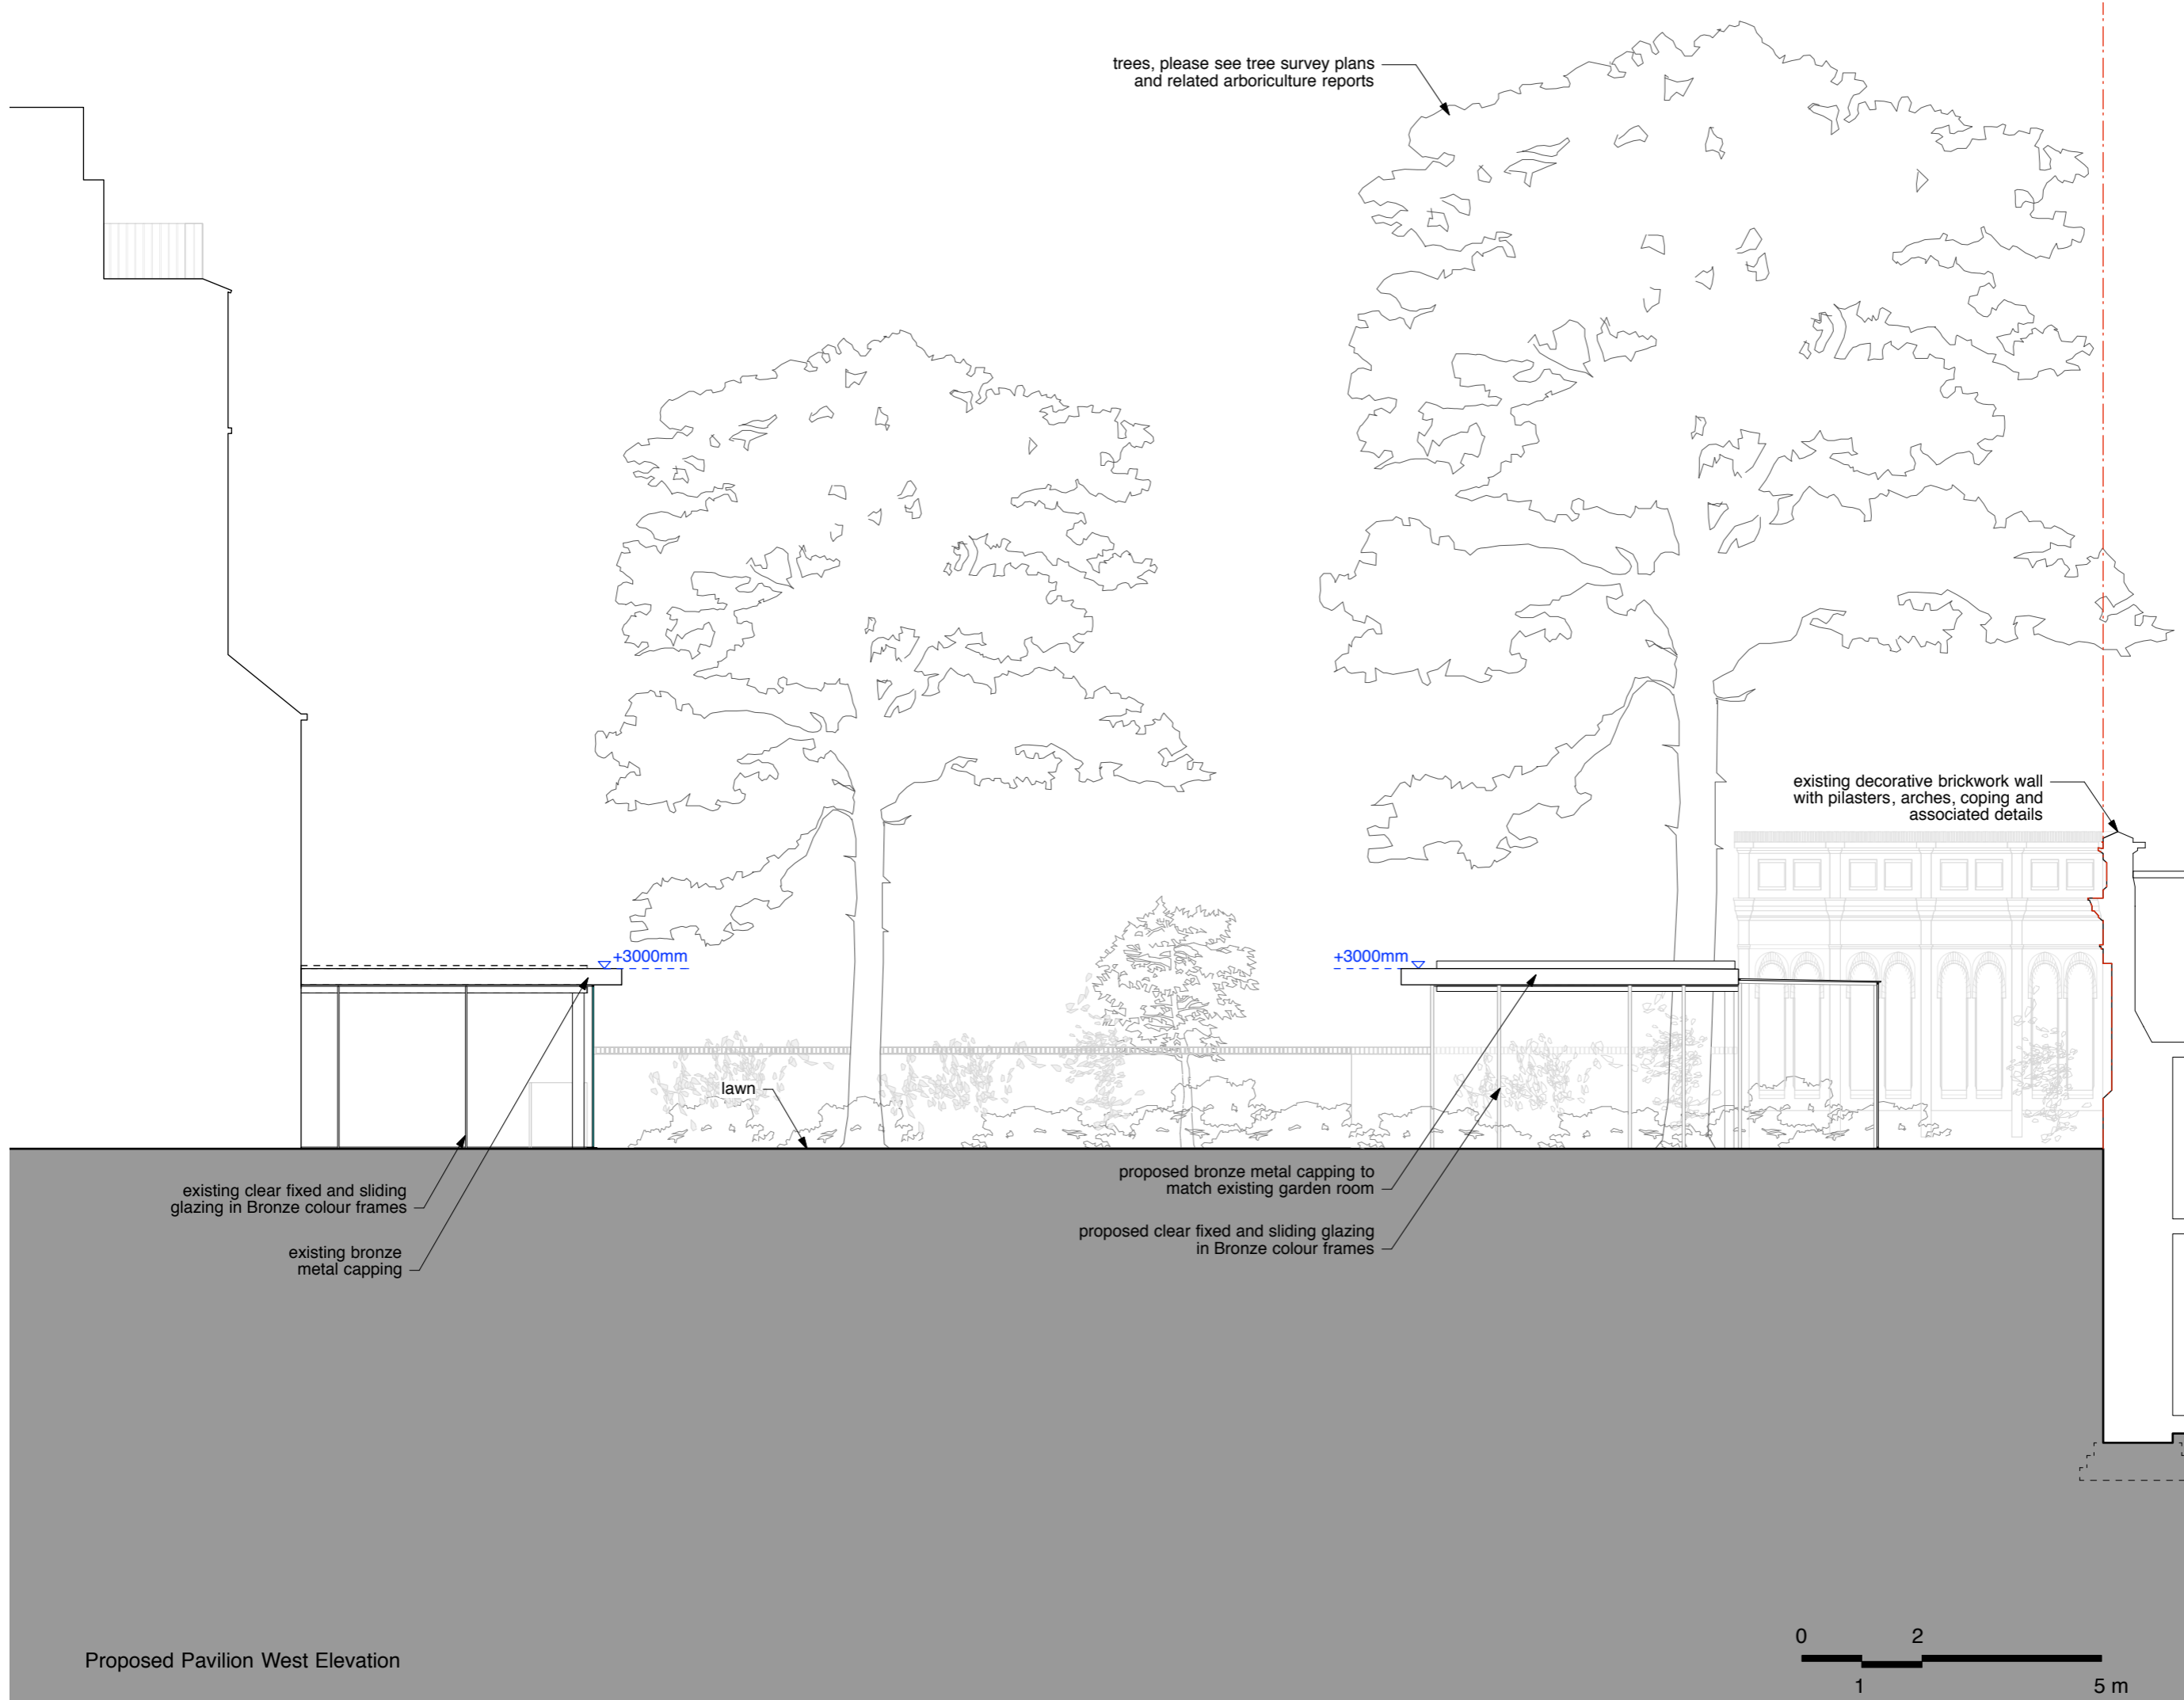 trees, please see tree survey plans
and related arboriculture reports
existing decorative brickwork wall
with pilasters, arches, coping and
associated details
+3000mm
+3000mm
lawn
existing clear fixed and sliding
glazing in Bronze colour frames
existing bronze
metal capping
proposed bronze metal capping to
match existing garden room
proposed clear fixed and sliding glazing
in Bronze colour frames
Proposed Pavilion West Elevation
0 2
1 5 m